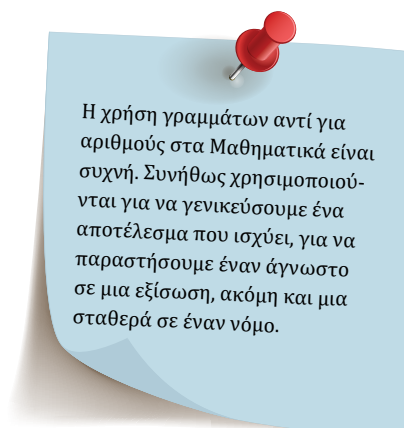 Η χρήση γραμμάτων αντί για
αριθμούς στα Μαθηματικά είναι
συχνή. Συνήθως χρησιμοποιού-
νται για να γενικεύσουμε ένα
αποτέλεσμα που ισχύει, για να
παραστήσουμε έναν άγνωστο
σε μια εξίσωση, ακόμη και μια
σταθερά σε έναν νόμο.